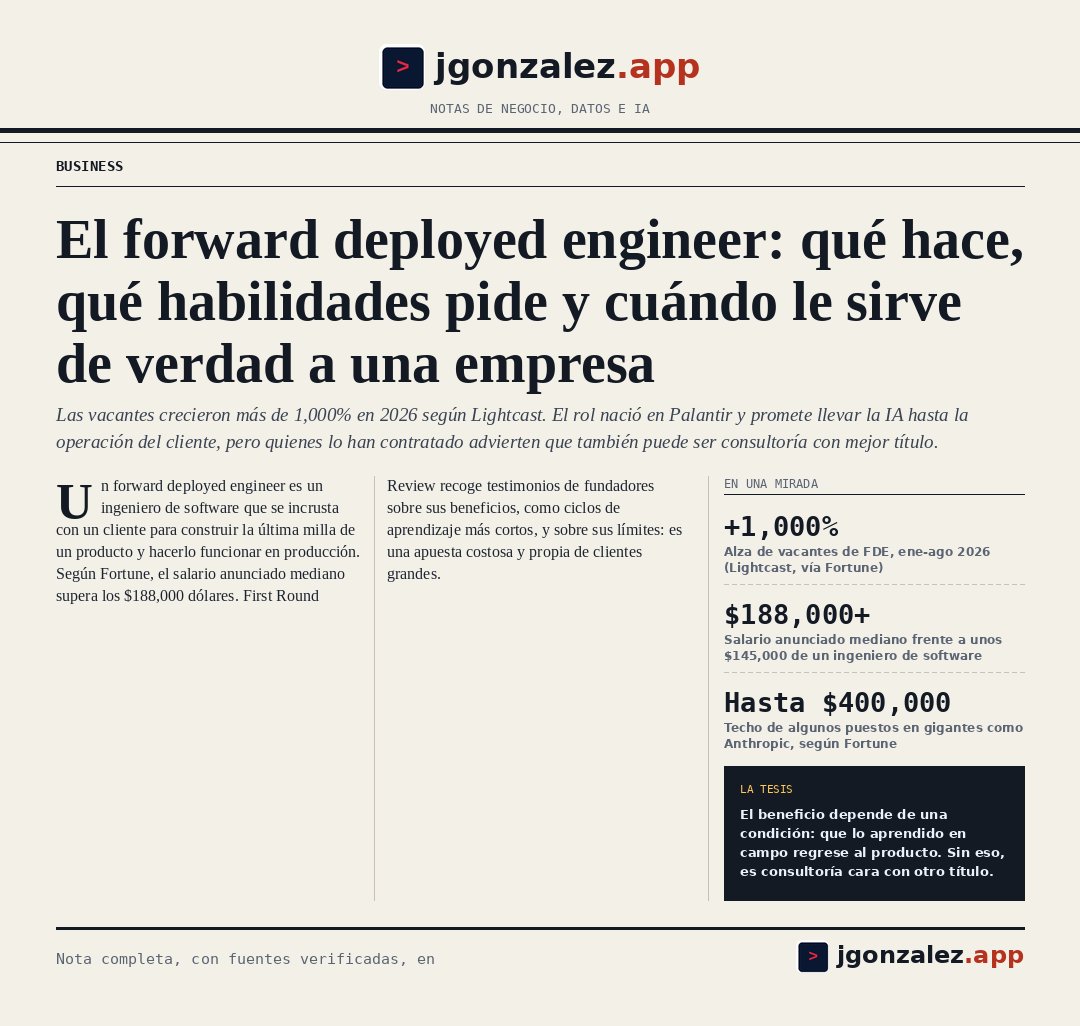 > jgonzalez.app
NOTAS DE NEGOCIO, DATOS E IA
BUSINESS
El forward deployed engineer: qué hace,
qué habilidades pide y cuándo le sirve
de verdad a una empresa
Las vacantes crecieron más de 1,000% en 2026 según Lightcast. El rol nació en Palantir y promete llevar la IA hasta la
operación del cliente, pero quienes lo han contratado advierten que también puede ser consultoría con mejor título.
Un forward deployed engineer es un
ingeniero de software que se incrusta
con un cliente para construir la última milla de
un producto y hacerlo funcionar en producción.
Según Fortune, el salario anunciado mediano
supera los $188,000 dólares. First Round
Review recoge testimonios de fundadores
sobre sus beneficios, como ciclos de
aprendizaje más cortos, y sobre sus límites: es
una apuesta costosa y propia de clientes
grandes.
EN UNA MIRADA
+1,000%
Alza de vacantes de FDE, ene-ago 2026
(Lightcast, vía Fortune)
$188,000+
Salario anunciado mediano frente a unos
$145,000 de un ingeniero de software
Hasta $400,000
Techo de algunos puestos en gigantes como
Anthropic, según Fortune
LA TESIS
El beneficio depende de una
condición: que lo aprendido en
campo regrese al producto. Sin eso,
es consultoría cara con otro título.
Nota completa, con fuentes verificadas, en
> jgonzalez.app